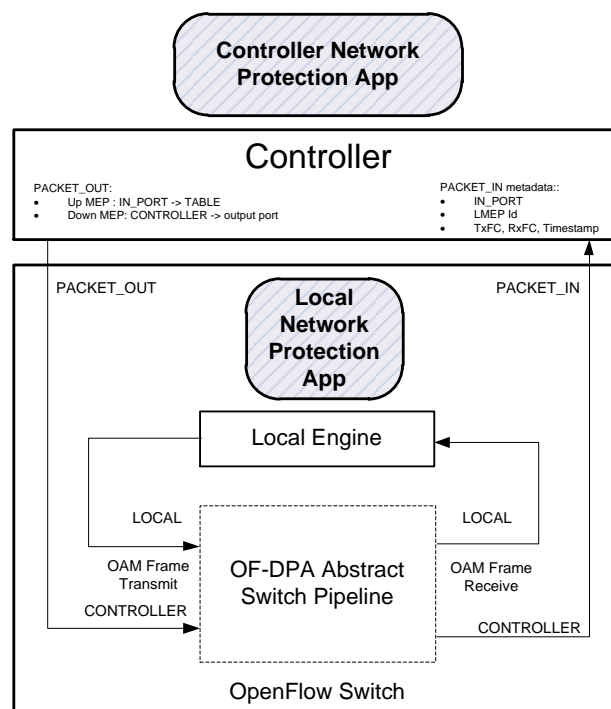 Controller Network
Protection App
Controller
PACKET_OUT:
• Up MEP : IN_PORT -> TABLE
• Down MEP: CONTROLLER -> output port
PACKET_IN metadata::
• IN_PORT
• LMEP Id
• TxFC, RxFC, Timestamp
PACKET_OUT
PACKET_IN
Local
Network
Protection
App
Local Engine
LOCAL
LOCAL
OAM Frame
Transmit
OF-DPA Abstract
Switch Pipeline
OAM Frame
Receive
CONTROLLER
CONTROLLER
OpenFlow Switch